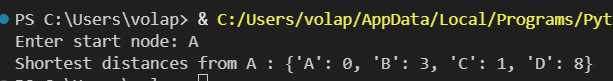 PS C:\Users\volap> & C:/Users/volap/AppData/Local/Programs/Pyt
Enter start node: A
Shortest distances from A : {'A': 0, 'B': 3, 'C': 1, 'D': 8}